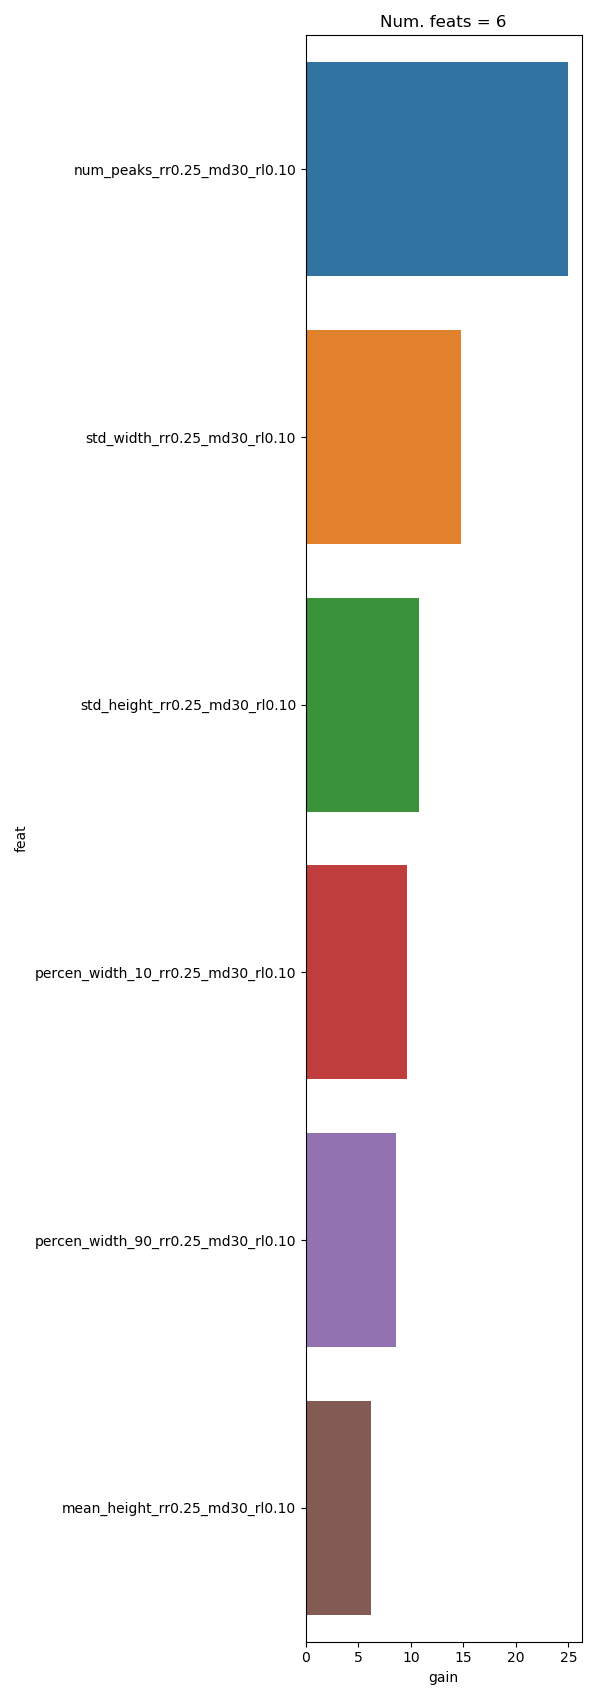 Num. feats = 6
num_peaks_rr0.25_md30_rl0.10
std_width_rr0.25_md30_rl0.10
std_height_rr0.25_md30_rl0.10
feat
percen_width_10_rr0.25_md30_rl0.10
percen_width_90_rr0.25_md30_rl0.10
mean_height_rr0.25_md30_rl0.10
0 5 10 15 20 25
gain